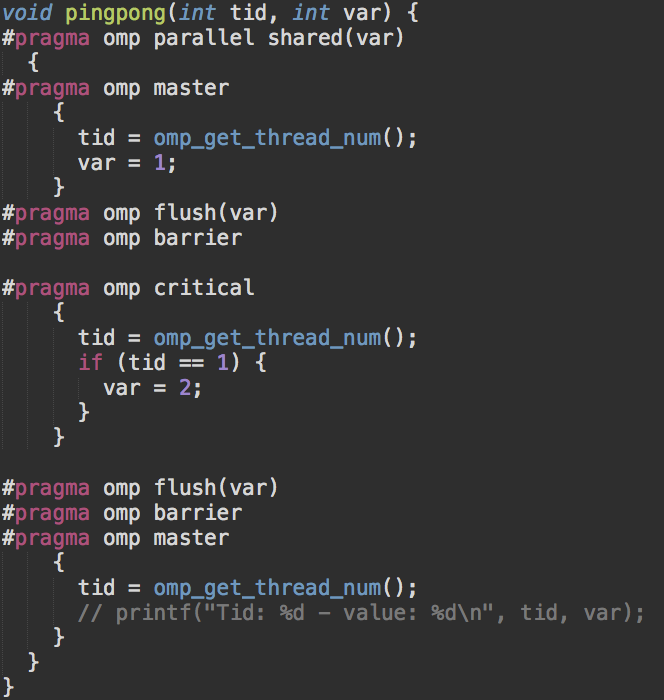 void pingpong(int tid, int var) {
#pragma omp parallel shared(var)
  {
#pragma omp master
    {
      tid = omp_get_thread_num();
      var = 1;
    }
#pragma omp flush(var)
#pragma omp barrier

#pragma omp critical
    {
      tid = omp_get_thread_num();
      if (tid == 1) {
        var = 2;
      }
    }

#pragma omp flush(var)
#pragma omp barrier
#pragma omp master
    {
      tid = omp_get_thread_num();
      // printf("Tid: %d - value: %d\n", tid, var);
    }
  }
}